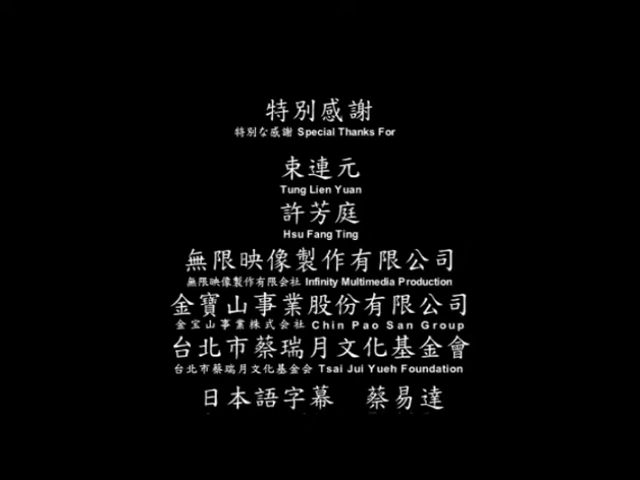 特別感謝
特別な感謝 Special Thanks For
束連元
Tung Lien Yuan
許芳庭
Hsu Fang Ting
無限映像製作有限公司
無限映像製作有限会社 Infinity Multimedia Production
金寶山事業股份有限公司
金宝山事業株式会社 Chin Pao San Group
台北市蔡瑞月文化基金會
台北市蔡瑞月文化基金会 Tsai Jui Yueh Foundation
日本語字幕　蔡易達